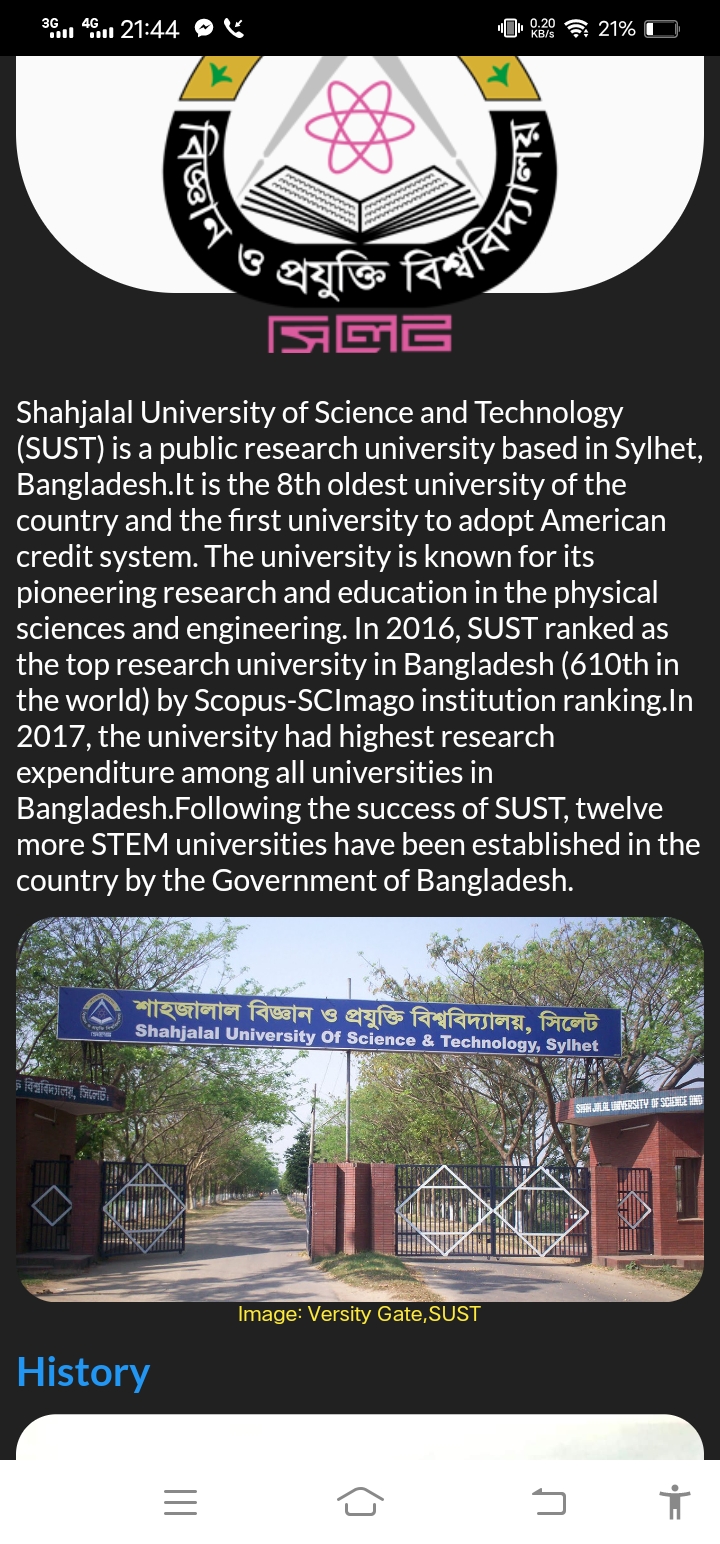 3G 4G 21:44 0.20 KB/s 21%
বিজ্ঞান ও প্রযুক্তি বিশ্ববিদ্যালয়
সিলেট
Shahjalal University of Science and Technology
(SUST) is a public research university based in Sylhet,
Bangladesh.It is the 8th oldest university of the
country and the first university to adopt American
credit system. The university is known for its
pioneering research and education in the physical
sciences and engineering. In 2016, SUST ranked as
the top research university in Bangladesh (610th in
the world) by Scopus-SCImago institution ranking.In
2017, the university had highest research
expenditure among all universities in
Bangladesh.Following the success of SUST, twelve
more STEM universities have been established in the
country by the Government of Bangladesh.
শাহজালাল বিজ্ঞান ও প্রযুক্তি বিশ্ববিদ্যালয়, সিলেট
Shahjalal University Of Science & Technology, Sylhet
বিশ্ববিদ্যালয়, সিলেট।
SHAH JALAL UNIVERSITY OF SCIENCE AND
Image: Versity Gate,SUST
History